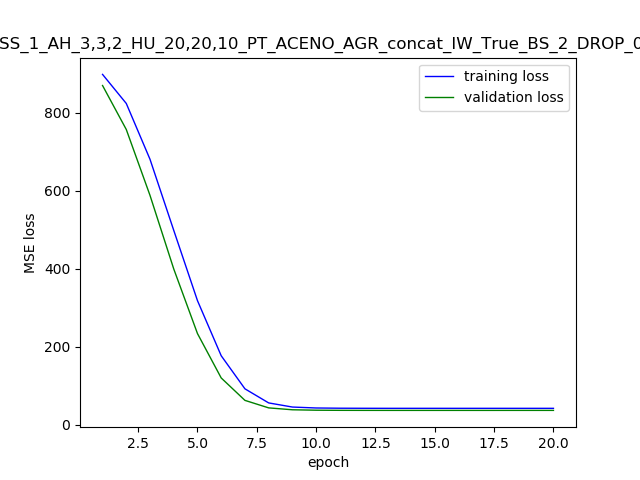 SS_1_AH_3,3,2_HU_20,20,10_PT_ACENO_AGR_concat_IW_True_BS_2_DROP_0
training loss
validation loss
MSE loss
800
600
400
200
0
2.5 5.0 7.5 10.0 12.5 15.0 17.5 20.0
epoch